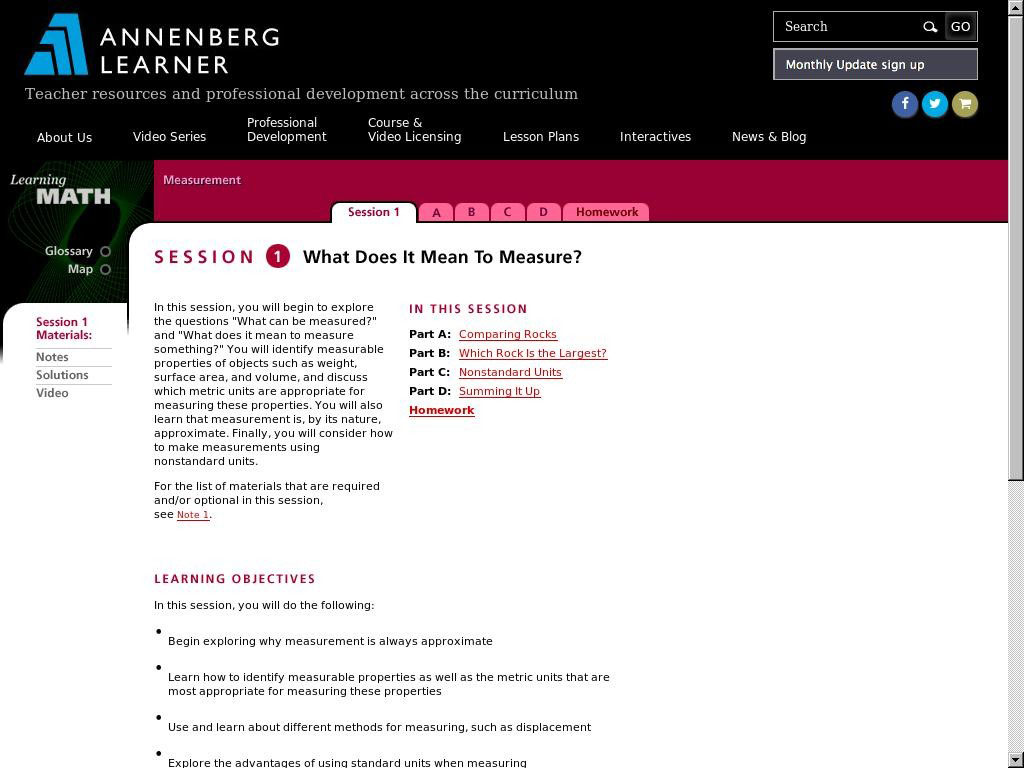 ANNENBERG
LEARNER
Teacher resources and professional development across the curriculum
Search
GO
Monthly Update sign up
About Us
Video Series
Professional
Development
Course &
Video Licensing
Lesson Plans
Interactives
News & Blog
Learning
MATH
Measurement
Session 1
A
B
C
D
Homework
Glossary
Map
Session 1
Materials:
Notes
Solutions
Video
SESSION 1 What Does It Mean To Measure?
In this session, you will begin to explore
the questions "What can be measured?"
and "What does it mean to measure
something?" You will identify measurable
properties of objects such as weight,
surface area, and volume, and discuss
which metric units are appropriate for
measuring these properties. You will also
learn that measurement is, by its nature,
approximate. Finally, you will consider how
to make measurements using
nonstandard units.
For the list of materials that are required
and/or optional in this session,
see Note 1.
IN THIS SESSION
Part A: Comparing Rocks
Part B: Which Rock Is the Largest?
Part C: Nonstandard Units
Part D: Summing It Up
Homework
LEARNING OBJECTIVES
In this session, you will do the following:
• Begin exploring why measurement is always approximate
• Learn how to identify measurable properties as well as the metric units that are
most appropriate for measuring these properties
• Use and learn about different methods for measuring, such as displacement
• Explore the advantages of using standard units when measuring